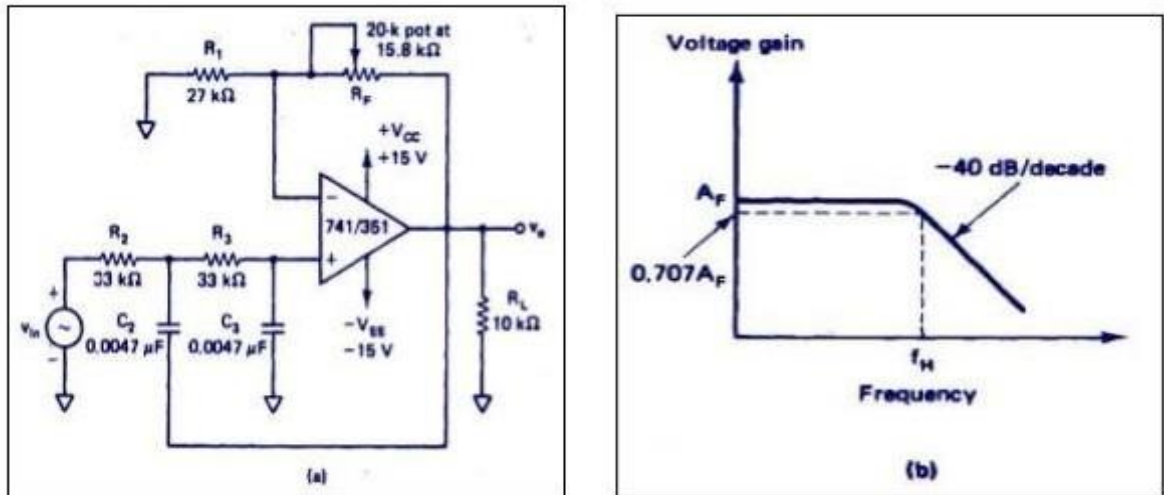 20-k pot at
15.8 kΩ
R1
27 kΩ
RF
+VCC
+15 V
−
741/351
+
vo
R2
33 kΩ
R3
33 kΩ
+
vin
~
−
C2
0.0047 µF
C3
0.0047 µF
−VEE
−15 V
RL
10 kΩ
(a)
Voltage gain
−40 dB/decade
AF
0.707AF
fH
Frequency
(b)